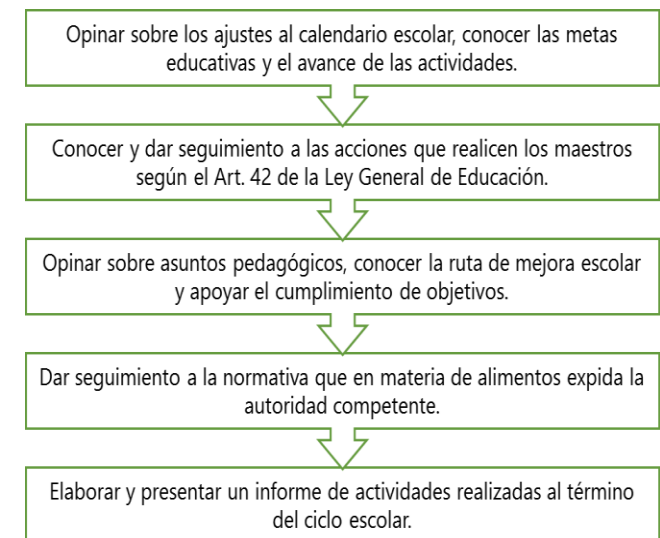 Opinar sobre los ajustes al calendario escolar, conocer las metas
educativas y el avance de las actividades.
Conocer y dar seguimiento a las acciones que realicen los maestros
según el Art. 42 de la Ley General de Educación.
Opinar sobre asuntos pedagógicos, conocer la ruta de mejora escolar
y apoyar el cumplimiento de objetivos.
Dar seguimiento a la normativa que en materia de alimentos expida la
autoridad competente.
Elaborar y presentar un informe de actividades realizadas al término
del ciclo escolar.